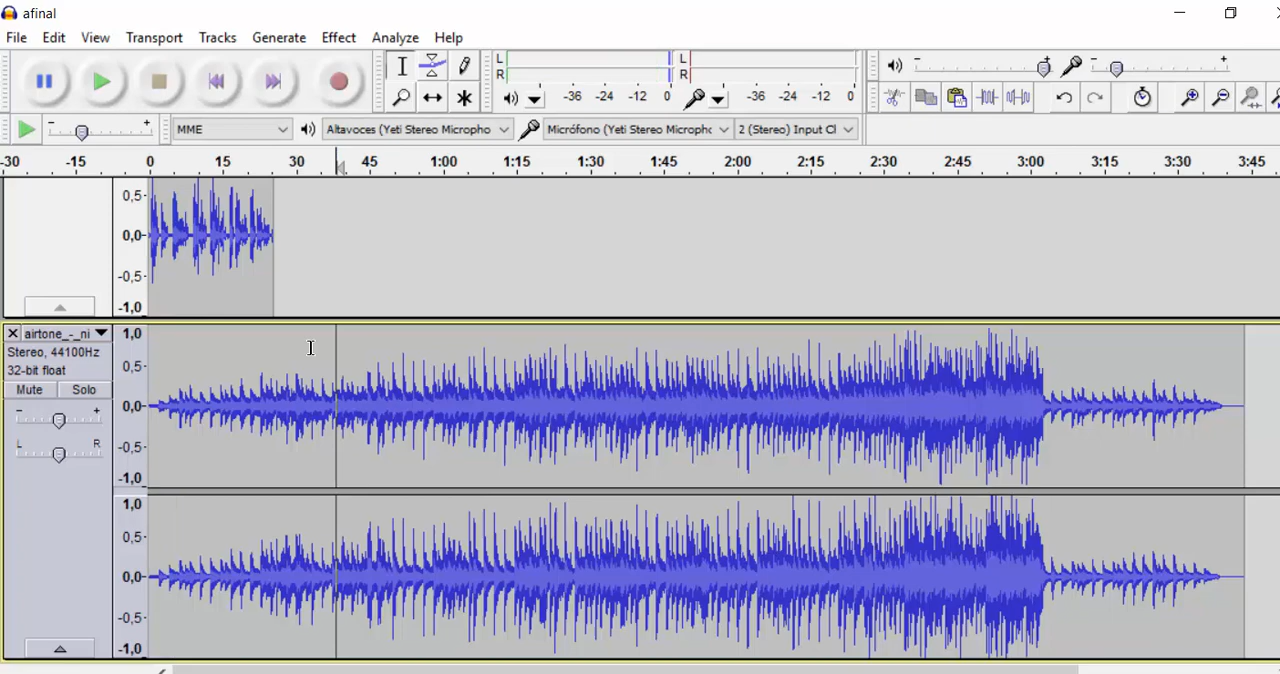 afinal
File Edit View Transport Tracks Generate Effect Analyze Help
L R -36 -24 -12 0 L R -36 -24 -12 0
MME Altavoces (Yeti Stereo Micropho Micrófono (Yeti Stereo Microphc 2 (Stereo) Input Cl
-30 -15 0 15 30 45 1:00 1:15 1:30 1:45 2:00 2:15 2:30 2:45 3:00 3:15 3:30 3:45
0,5-
0,0-
-0,5-
-1,0
airtone_-_ni 1,0
Stereo, 44100Hz 0,5-
32-bit float
Mute Solo
- + 0,0-
L R -0,5-
-1,0
1,0
0,5-
0,0-
-0,5-
-1,0